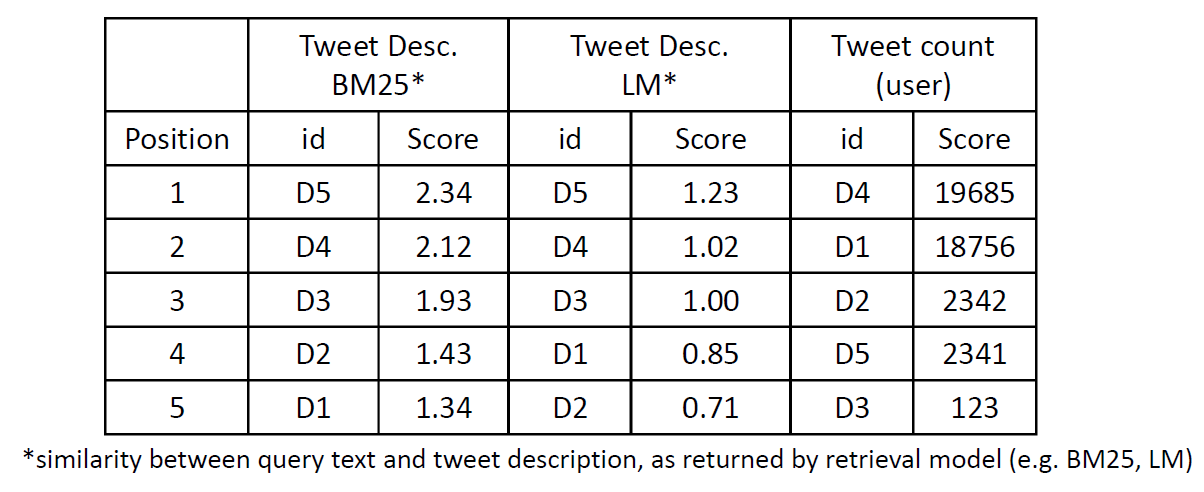 Tweet Desc. BM25* Tweet Desc. LM* Tweet count (user)
Position id Score id Score id Score
1 D5 2.34 D5 1.23 D4 19685
2 D4 2.12 D4 1.02 D1 18756
3 D3 1.93 D3 1.00 D2 2342
4 D2 1.43 D1 0.85 D5 2341
5 D1 1.34 D2 0.71 D3 123
*similarity between query text and tweet description, as returned by retrieval model (e.g. BM25, LM)